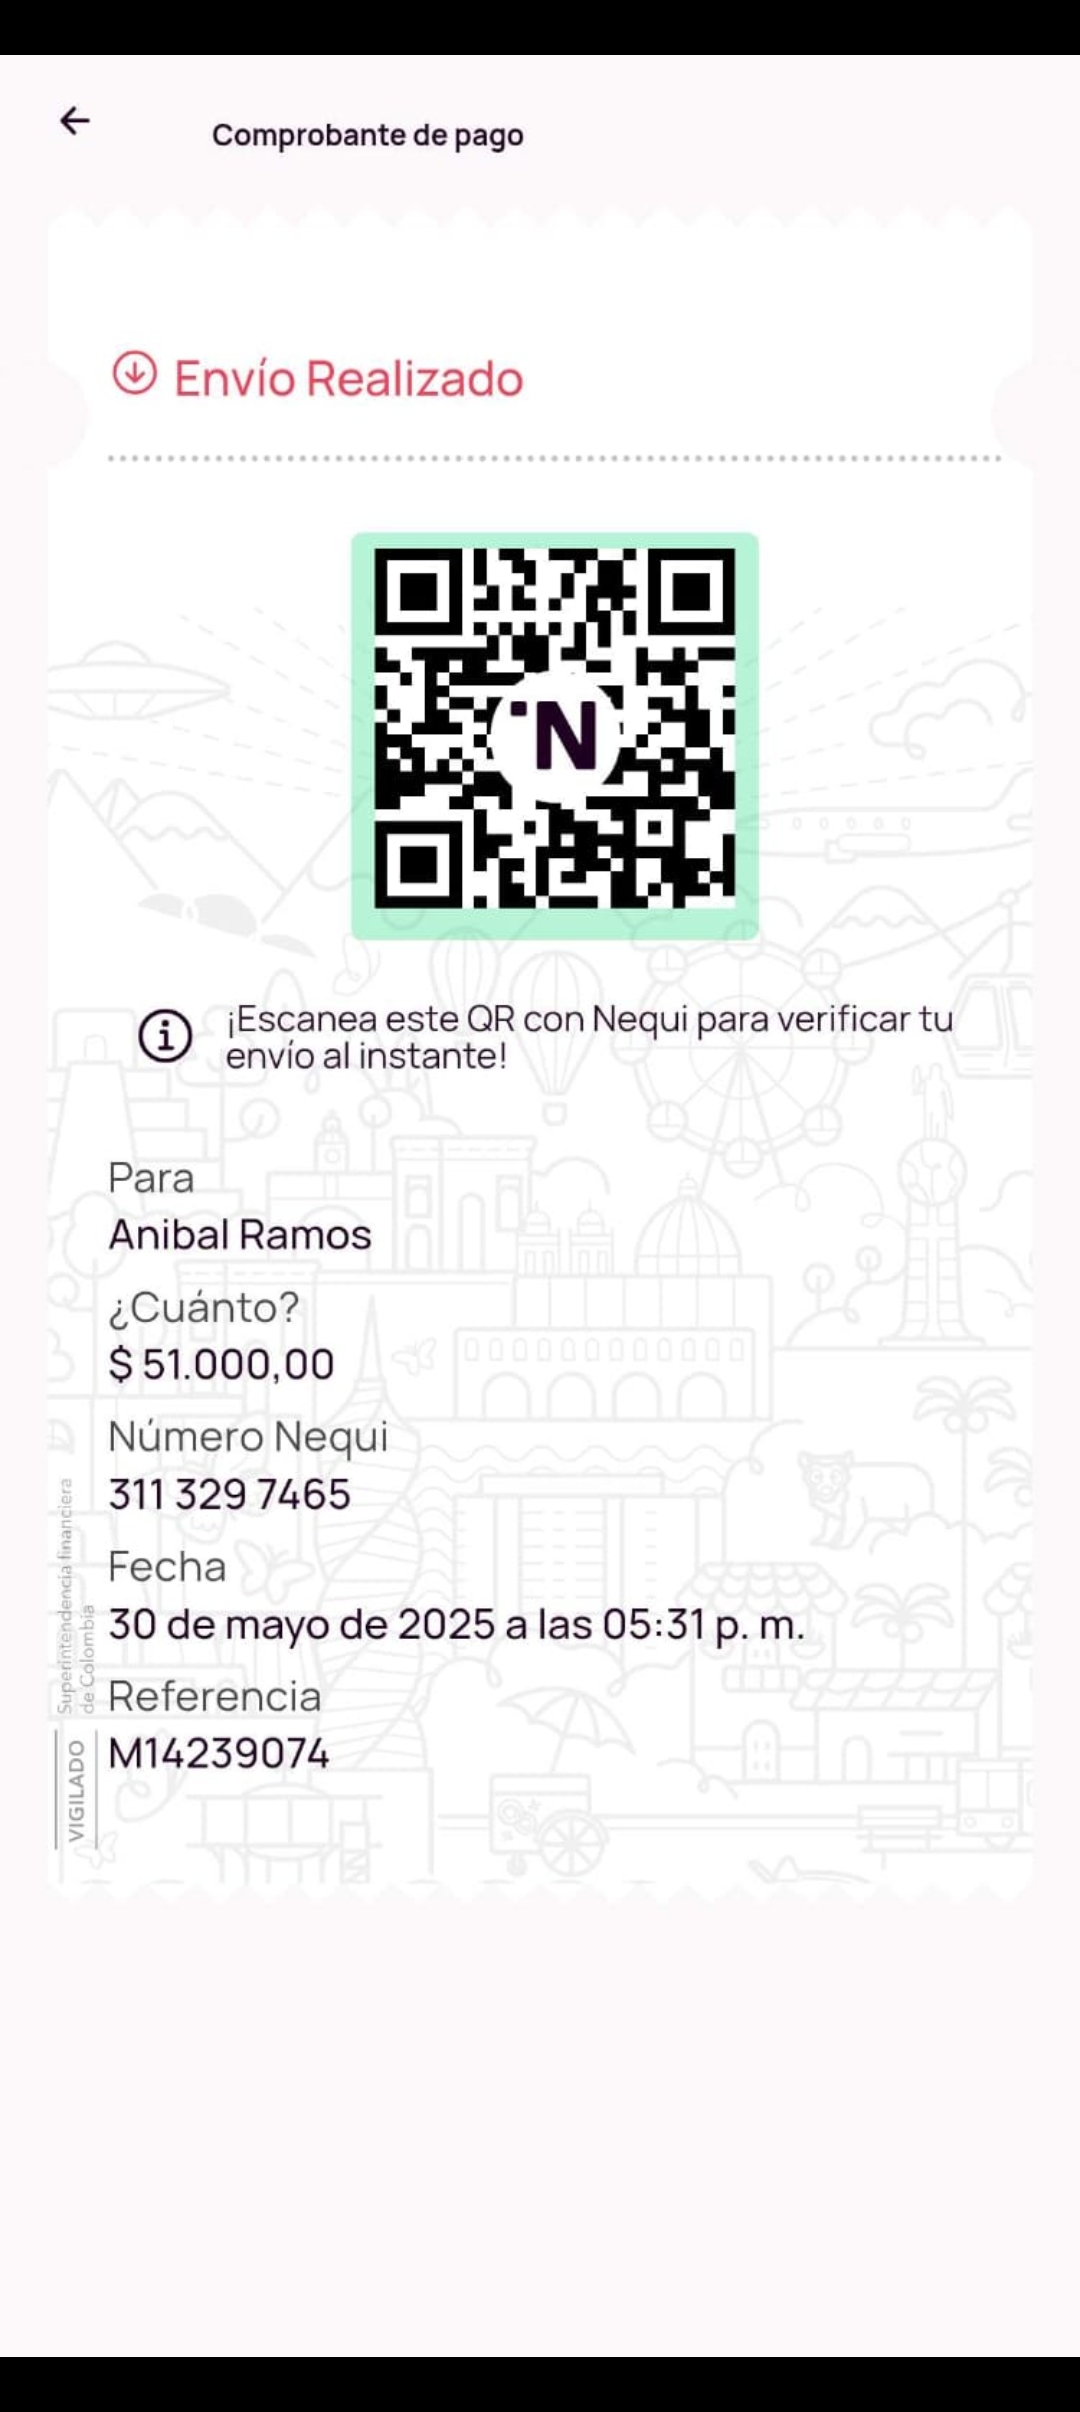 Comprobante de pago
Envío Realizado
N
¡Escanea este QR con Nequi para verificar tu
envío al instante!
Para
Anibal Ramos
¿Cuánto?
$ 51.000,00
Número Nequi
311 329 7465
Fecha
30 de mayo de 2025 a las 05:31 p. m.
Referencia
M14239074
VIGILADO
Superintendencia financiera
de Colombia